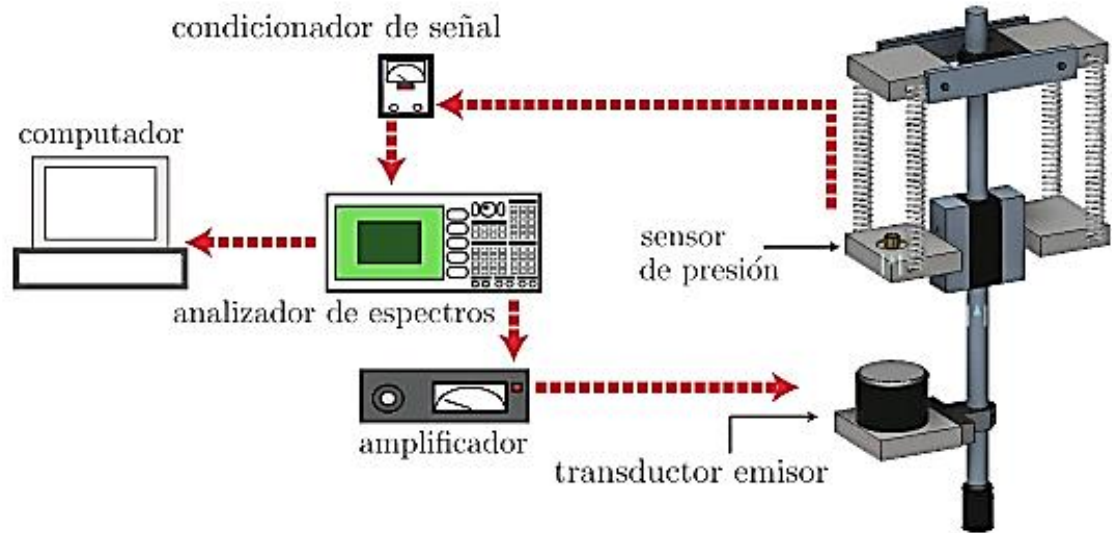 condicionador de señal
computador
sensor
de presión
analizador de espectros
amplificador
transductor emisor